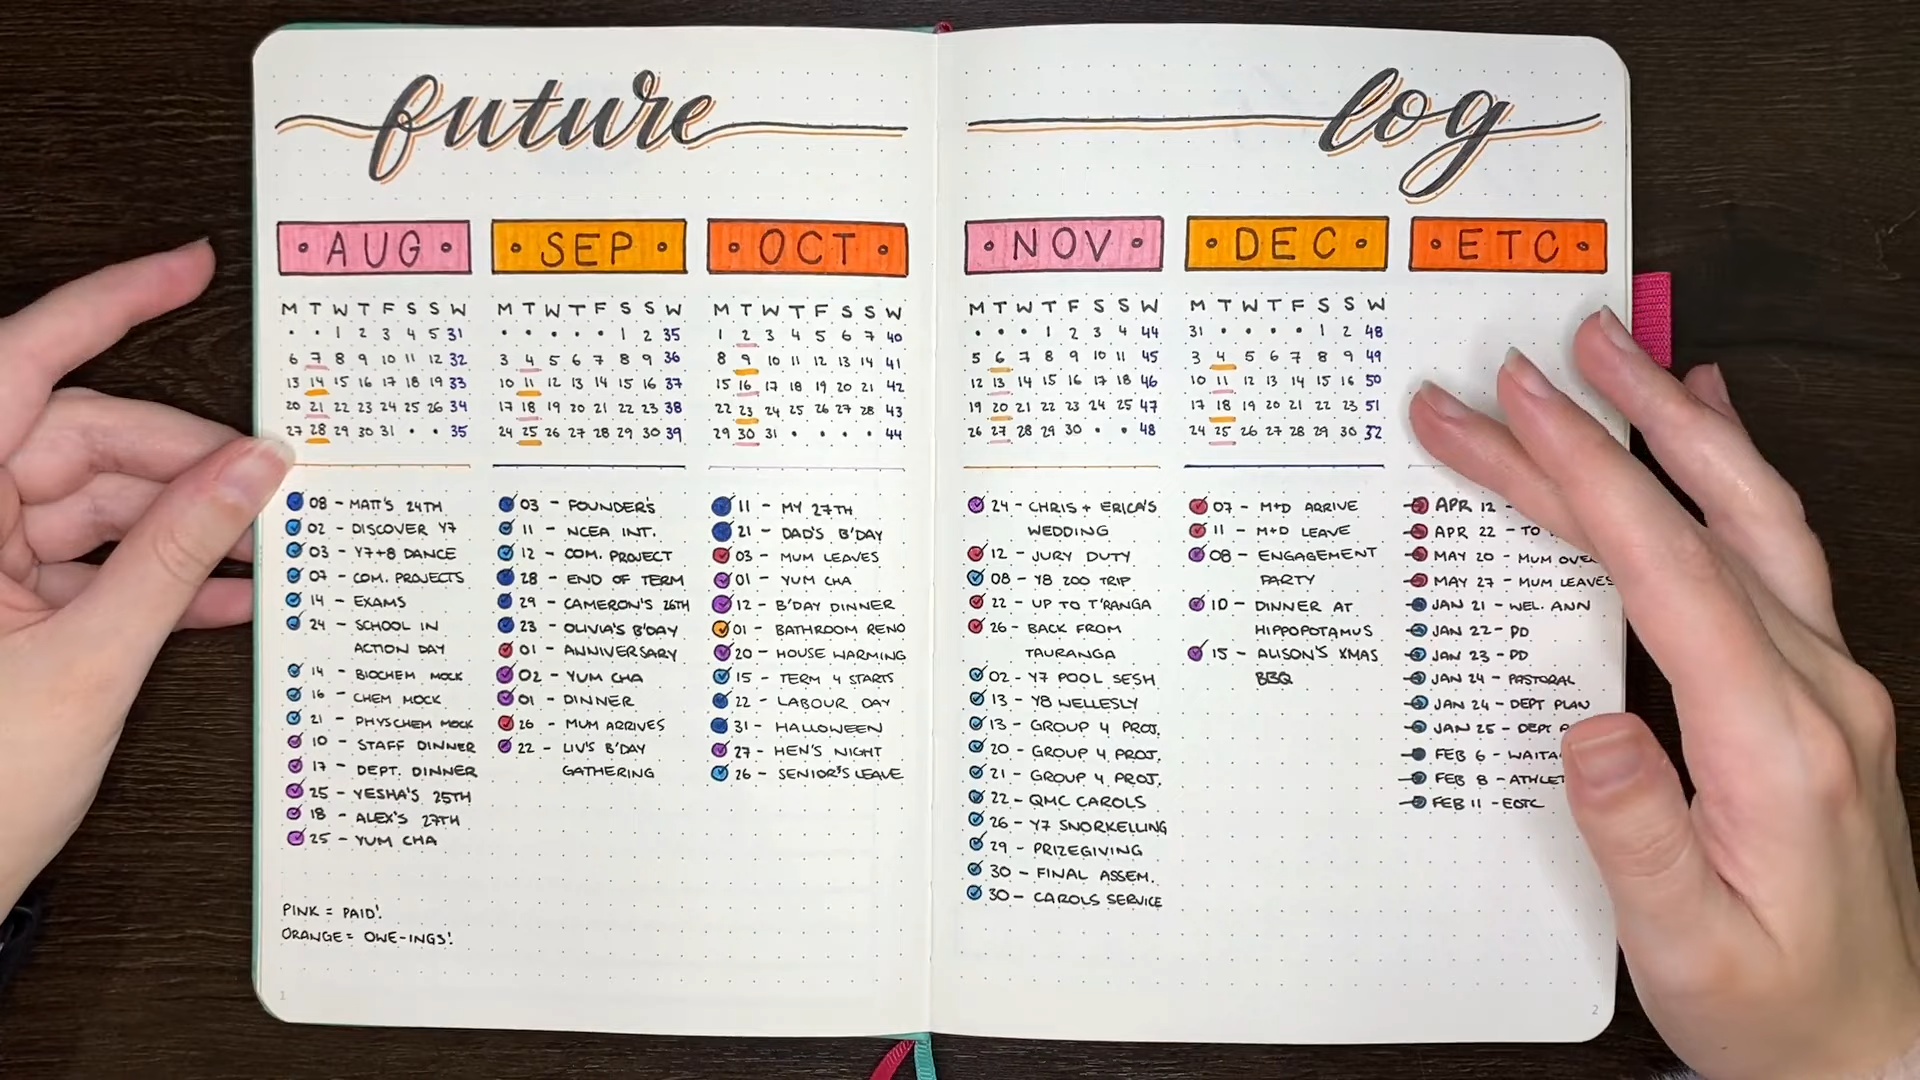 future
log
AUG
M T W T F S S W
1 2 3 4 5 31
6 7 8 9 10 11 12 32
13 14 15 16 17 18 19 33
20 21 22 23 24 25 26 34
27 28 29 30 31 35
08 - MATT'S 24TH
02 - DISCOVER Y7
03 - Y7+8 DANCE
07 - COM. PROJECTS
14 - EXAMS
24 - SCHOOL IN
ACTION DAY
14 - BIOCHEM MOCK
16 - CHEM MOCK
21 - PHYSCHEM MOCK
10 - STAFF DINNER
17 - DEPT. DINNER
25 - YESHA'S 25TH
18 - ALEX'S 27TH
25 - YUM CHA
PINK = PAID!
ORANGE = OWE-INGS!
1
SEP
M T W T F S S W
1 2 35
3 4 5 6 7 8 9 36
10 11 12 13 14 15 16 37
17 18 19 20 21 22 23 38
24 25 26 27 28 29 30 39
03 - FOUNDER'S
11 - NCEA INT.
12 - COM. PROJECT
28 - END OF TERM
29 - CAMERON'S 26TH
23 - OLIVIA'S B'DAY
01 - ANNIVERSARY
02 - YUM CHA
01 - DINNER
26 - MUM ARRIVES
22 - LIV'S B'DAY
GATHERING
OCT
M T W T F S S W
1 2 3 4 5 6 7 40
8 9 10 11 12 13 14 41
15 16 17 18 19 20 21 42
22 23 24 25 26 27 28 43
29 30 31 44
11 - MY 27TH
21 - DAD'S B'DAY
03 - MUM LEAVES
01 - YUM CHA
12 - B'DAY DINNER
01 - BATHROOM RENO
20 - HOUSE WARMING
15 - TERM 4 STARTS
22 - LABOUR DAY
31 - HALLOWEEN
27 - HEN'S NIGHT
26 - SENIOR'S LEAVE
NOV
M T W T F S S W
1 2 3 4 44
5 6 7 8 9 10 11 45
12 13 14 15 16 17 18 46
19 20 21 22 23 24 25 47
26 27 28 29 30 48
24 - CHRIS + ERICA'S
WEDDING
12 - JURY DUTY
08 - Y8 ZOO TRIP
22 - UP TO T'RANGA
26 - BACK FROM
TAURANGA
02 - Y7 POOL SESH
13 - Y8 WELLESLY
13 - GROUP 4 PROJ.
20 - GROUP 4 PROJ.
21 - GROUP 4 PROJ.
22 - QMC CAROLS
26 - Y7 SNORKELLING
29 - PRIZEGIVING
30 - FINAL ASSEM.
30 - CAROLS SERVICE
DEC
M T W T F S S W
31 1 2 48
3 4 5 6 7 8 9 49
10 11 12 13 14 15 16 50
17 18 19 20 21 22 23 51
24 25 26 27 28 29 30 52
07 - M+D ARRIVE
11 - M+D LEAVE
08 - ENGAGEMENT
PARTY
10 - DINNER AT
HIPPOPOTAMUS
15 - ALISON'S XMAS
BBQ
ETC
APR 12 -
APR 22 - TO
MAY 20 - MUM OVE
MAY 27 - MUM LEAVES
JAN 21 - WEL. ANN
JAN 22 - PD
JAN 23 - PD
JAN 24 - PASTORAL
JAN 24 - DEPT PLAN
JAN 25 - DEPT
FEB 6 - WAITA
FEB 8 - ATHLET
FEB 11 - EOTC
2